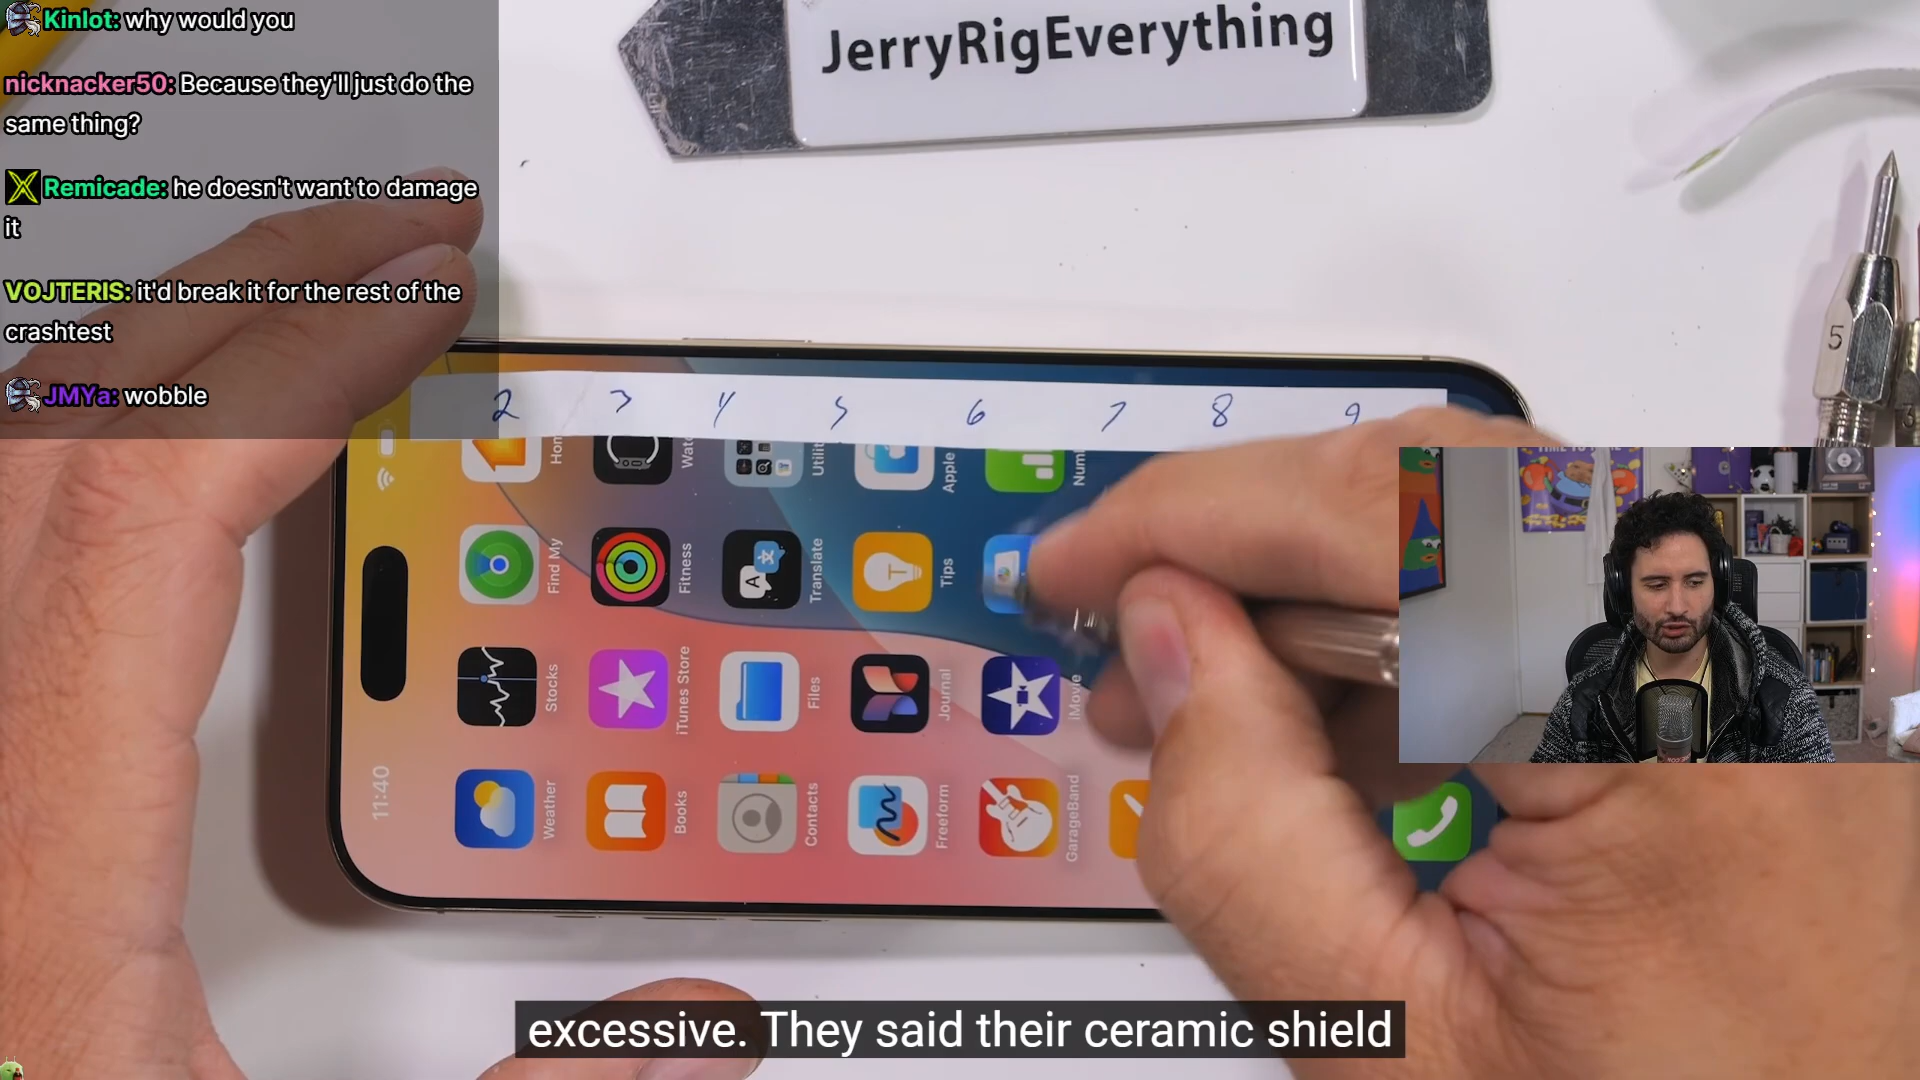 Kinlot: why would you
nicknacker50: Because they'll just do the
same thing?
Remicade: he doesn't want to damage
it
VOJTERIS: it'd break it for the rest of the
crashtest
JMYa: wobble
JerryRigEverything
5
3
2 3 4 5 6 7 8 9
Find My
Fitness
Translate
Tips
Stocks
iTunes Store
Files
Journal
iMovie
11:40
Weather
Books
Contacts
Freeform
GarageBand
excessive. They said their ceramic shield